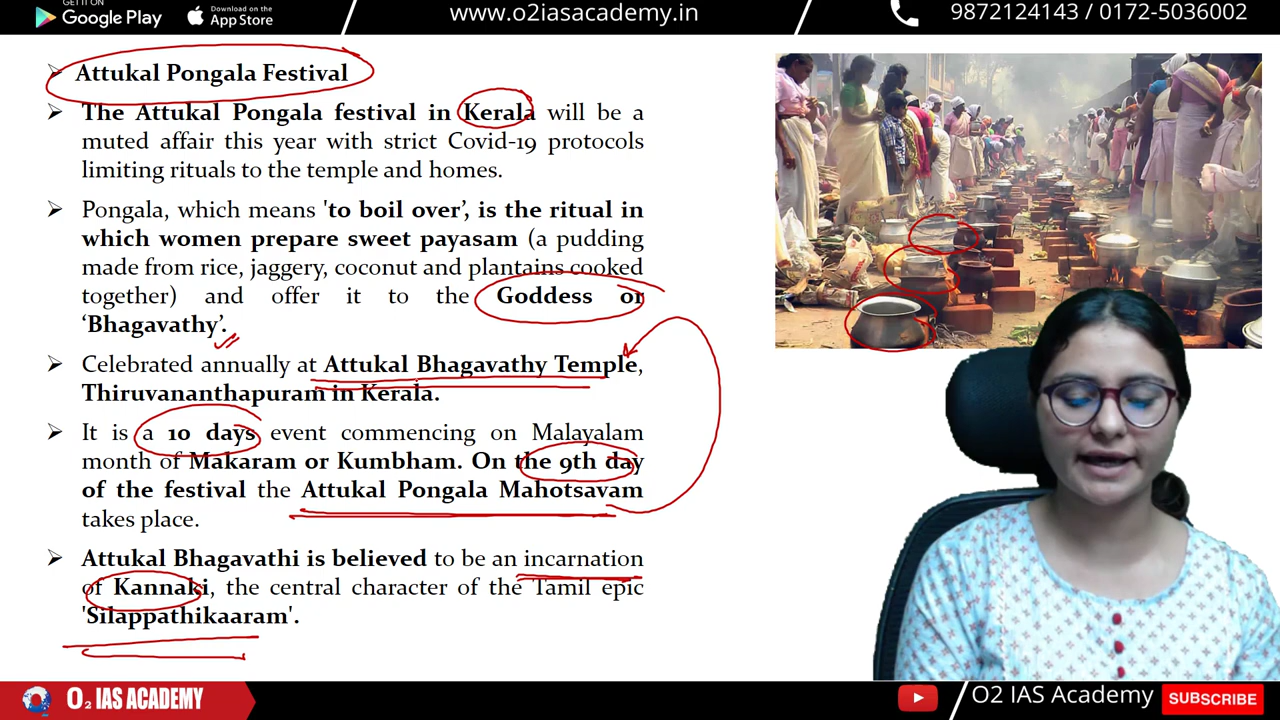 GET IT ON
Google Play
Download on the
App Store
www.o2iasacademy.in
9872124143 / 0172-5036002
Attukal Pongala Festival
The Attukal Pongala festival in Kerala will be a
muted affair this year with strict Covid-19 protocols
limiting rituals to the temple and homes.
Pongala, which means 'to boil over', is the ritual in
which women prepare sweet payasam (a pudding
made from rice, jaggery, coconut and plantains cooked
together) and offer it to the Goddess or
‘Bhagavathy’.
Celebrated annually at Attukal Bhagavathy Temple,
Thiruvananthapuram in Kerala.
It is a 10 days event commencing on Malayalam
month of Makaram or Kumbham. On the 9th day
of the festival the Attukal Pongala Mahotsavam
takes place.
Attukal Bhagavathi is believed to be an incarnation
of Kannaki, the central character of the Tamil epic
'Silappathikaaram'.
O2 IAS ACADEMY
O2 IAS Academy
SUBSCRIBE